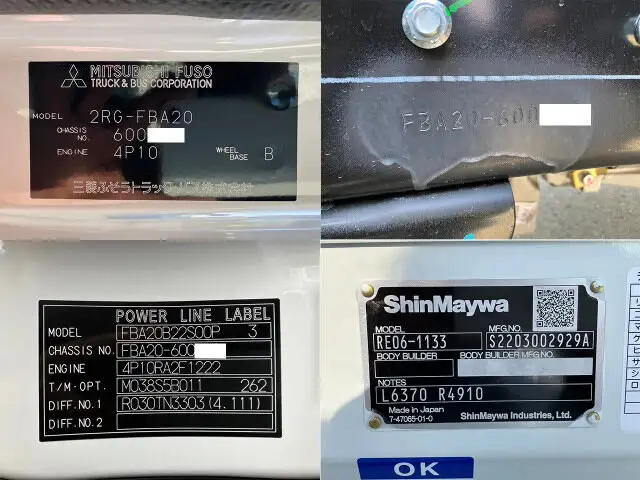 MITSUBISHI FUSO
TRUCK & BUS CORPORATION
MODEL 2RG-FBA20
CHASSIS NO. 600
ENGINE 4P10 WHEEL BASE B
三菱ふそうトラック・バス株式会社
FBA20-600
POWER LINE LABEL
MODEL FBA20B22S00P 3
CHASSIS NO. FBA20-600
ENGINE 4P10RA2F1222
T/M・OPT. M038S5B011 262
DIFF.NO.1 R030TN3303(4.111)
DIFF.NO.2
ShinMaywa
MODEL MFG.NO.
RE06-1133 S2203002929A
BODY BUILDER BODY BUILDER MFG.NO.
NOTES
L6370 R4910
Made in Japan
7-47065-01-0 ShinMaywa Industries, Ltd.
OK